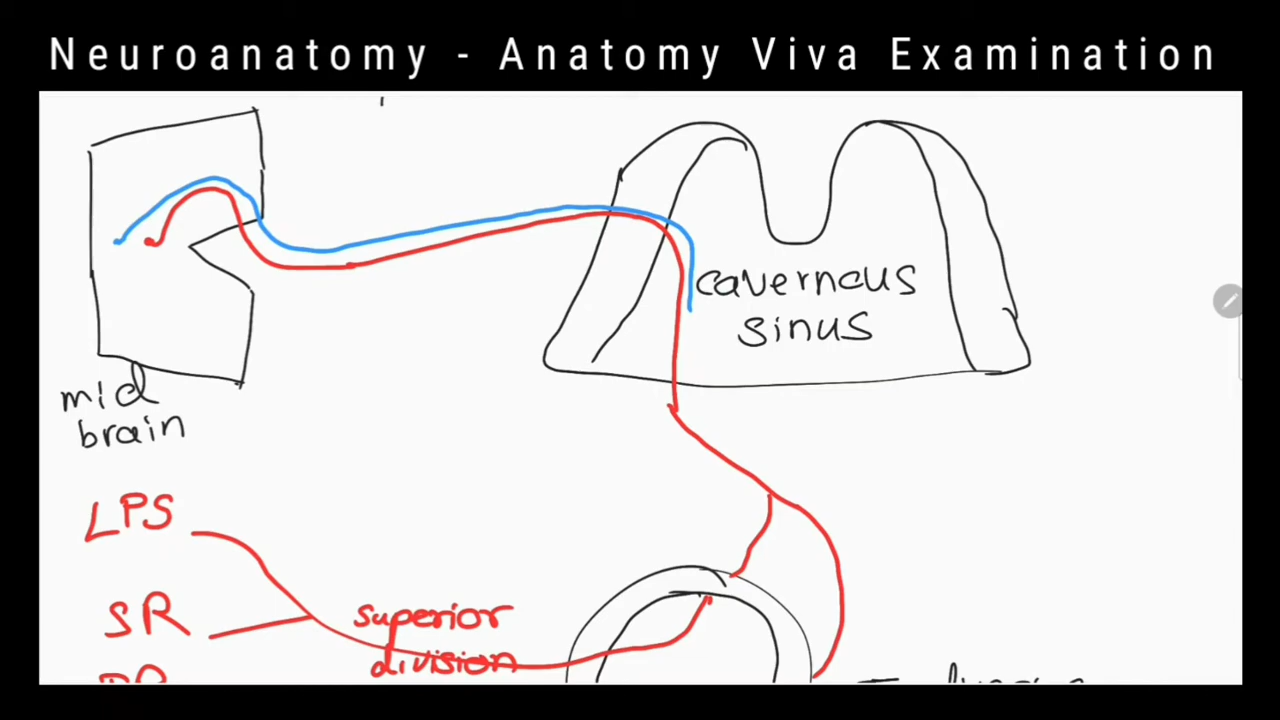 Neuroanatomy - Anatomy Viva Examination
cavernous
sinus
mid
brain
LPS
SR
superior
division